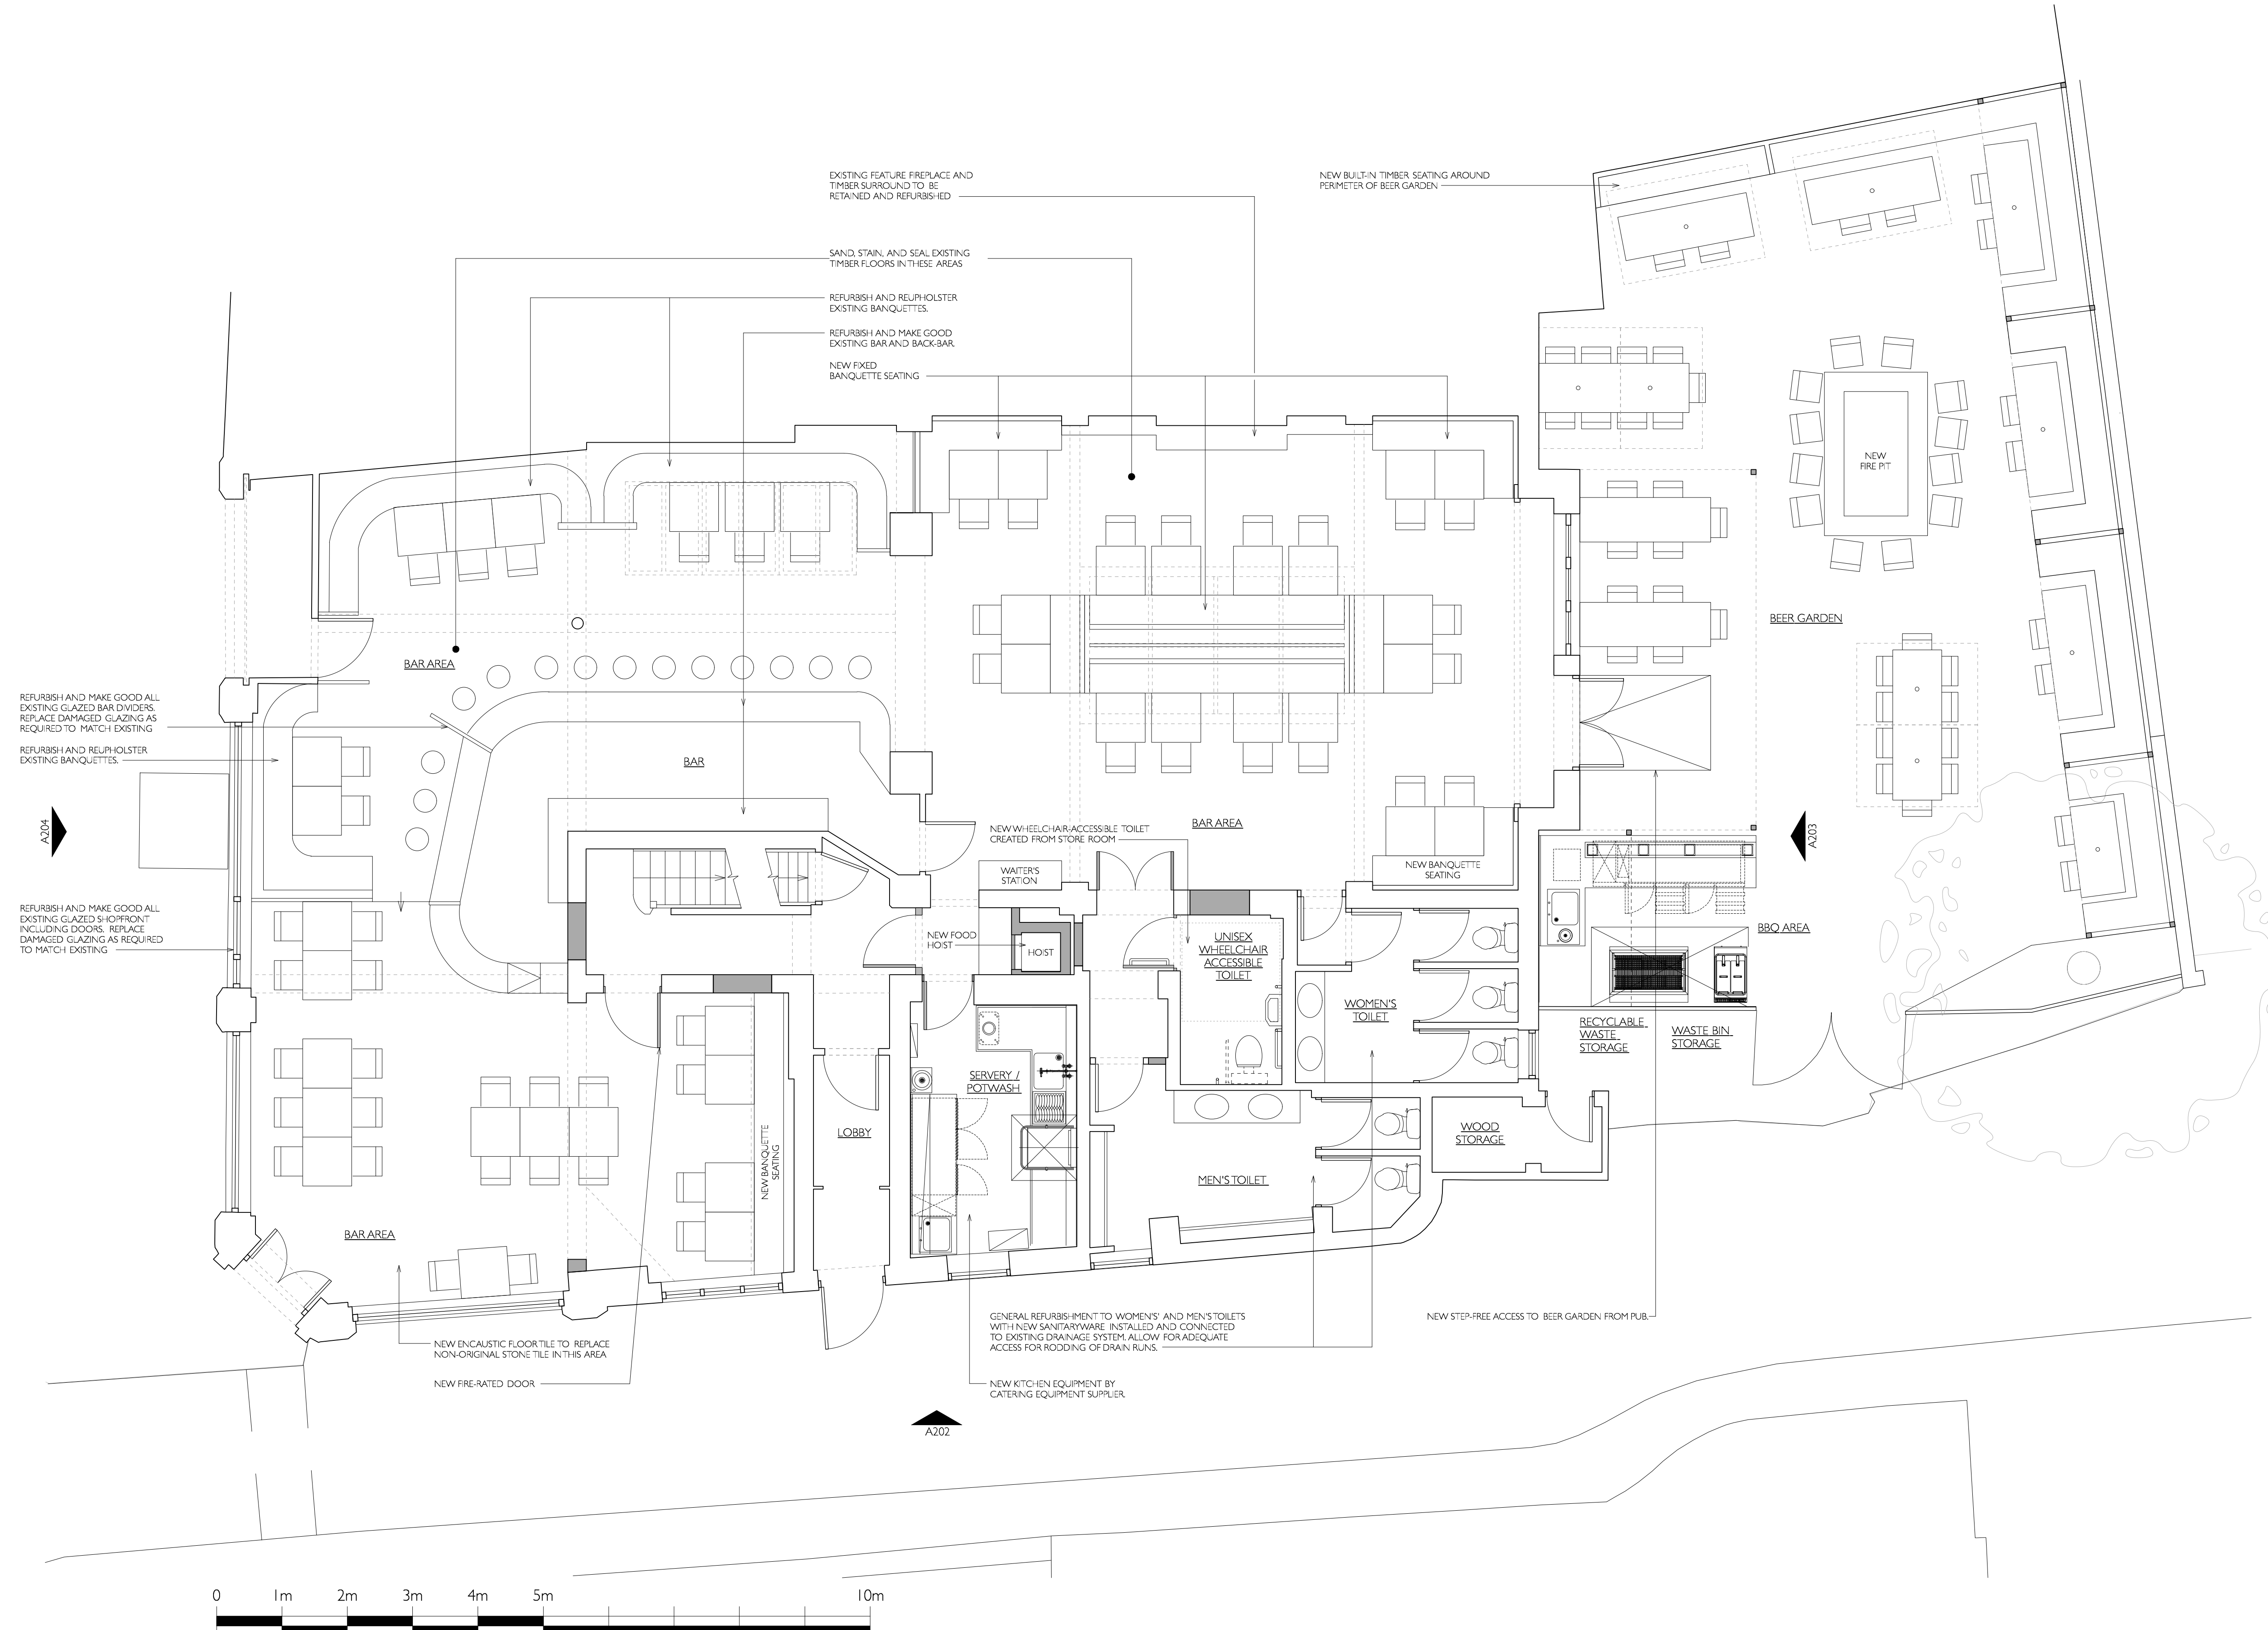 EXISTING FEATURE FIREPLACE AND
TIMBER SURROUND TO BE
RETAINED AND REFURBISHED
NEW BUILT-IN TIMBER SEATING AROUND
PERIMETER OF BEER GARDEN
SAND, STAIN, AND SEAL EXISTING
TIMBER FLOORS IN THESE AREAS
REFURBISH AND REUPHOLSTER
EXISTING BANQUETTES.
REFURBISH AND MAKE GOOD
EXISTING BAR AND BACK-BAR.
NEW FIXED
BANQUETTE SEATING
NEW
FIRE PIT
BEER GARDEN
BAR AREA
REFURBISH AND MAKE GOOD ALL
EXISTING GLAZED BAR DIVIDERS.
REPLACE DAMAGED GLAZING AS
REQUIRED TO MATCH EXISTING
REFURBISH AND REUPHOLSTER
EXISTING BANQUETTES.
BAR
A204
BAR AREA
A203
NEW WHEELCHAIR-ACCESSIBLE TOILET
CREATED FROM STORE ROOM
WAITER'S
STATION
NEW BANQUETTE
SEATING
REFURBISH AND MAKE GOOD ALL
EXISTING GLAZED SHOPFRONT
INCLUDING DOORS. REPLACE
DAMAGED GLAZING AS REQUIRED
TO MATCH EXISTING
NEW FOOD
HOIST
HOIST
UNISEX
WHEELCHAIR
ACCESSIBLE
TOILET
BBQ AREA
WOMEN'S
TOILET
RECYCLABLE
WASTE
STORAGE
WASTE BIN
STORAGE
SERVERY /
POTWASH
LOBBY
NEW BANQUETTE
SEATING
WOOD
STORAGE
MEN'S TOILET
BAR AREA
NEW ENCAUSTIC FLOOR TILE TO REPLACE
NON-ORIGINAL STONE TILE IN THIS AREA
NEW FIRE-RATED DOOR
GENERAL REFURBISHMENT TO WOMEN'S' AND MEN'S TOILETS
WITH NEW SANITARYWARE INSTALLED AND CONNECTED
TO EXISTING DRAINAGE SYSTEM. ALLOW FOR ADEQUATE
ACCESS FOR RODDING OF DRAIN RUNS.
NEW STEP-FREE ACCESS TO BEER GARDEN FROM PUB.
NEW KITCHEN EQUIPMENT BY
CATERING EQUIPMENT SUPPLIER.
A202
0 1m 2m 3m 4m 5m 10m